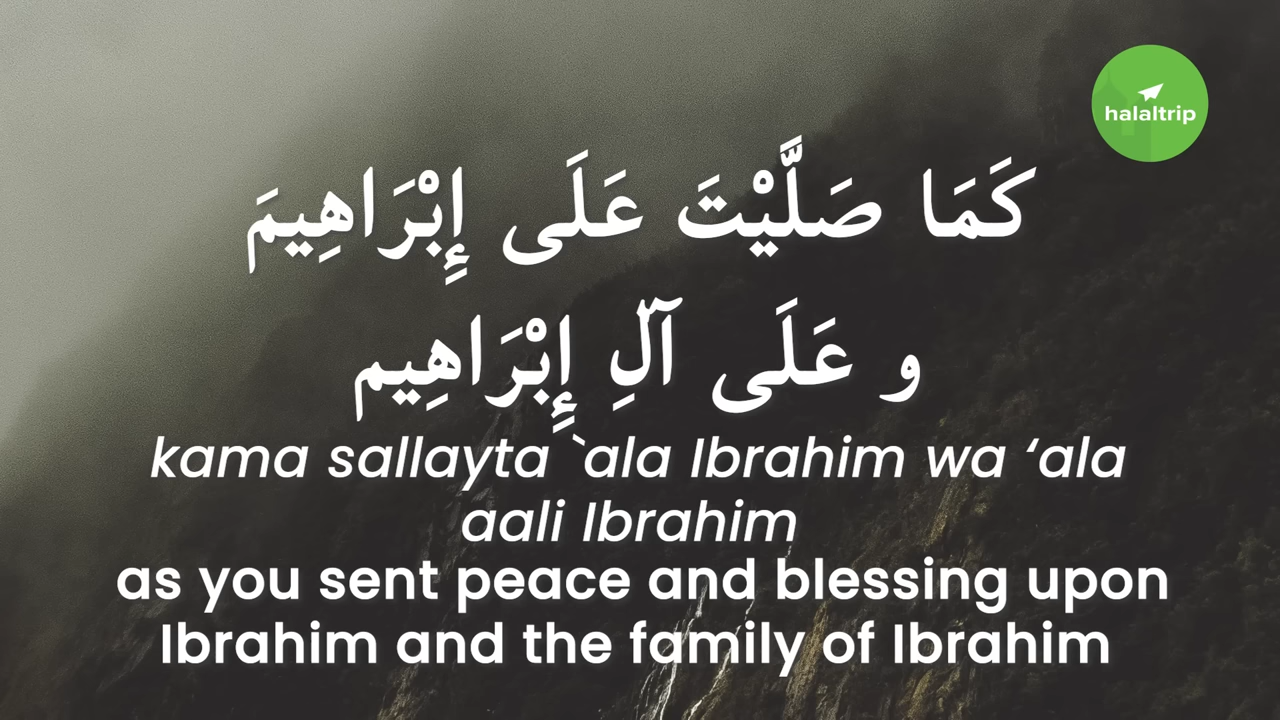 halaltrip
كَمَا صَلَّيْتَ عَلَى إِبْرَاهِيمَ
و عَلَى آلِ إِبْرَاهِيم
kama sallayta `ala Ibrahim wa ‘ala
aali Ibrahim
as you sent peace and blessing upon
Ibrahim and the family of Ibrahim